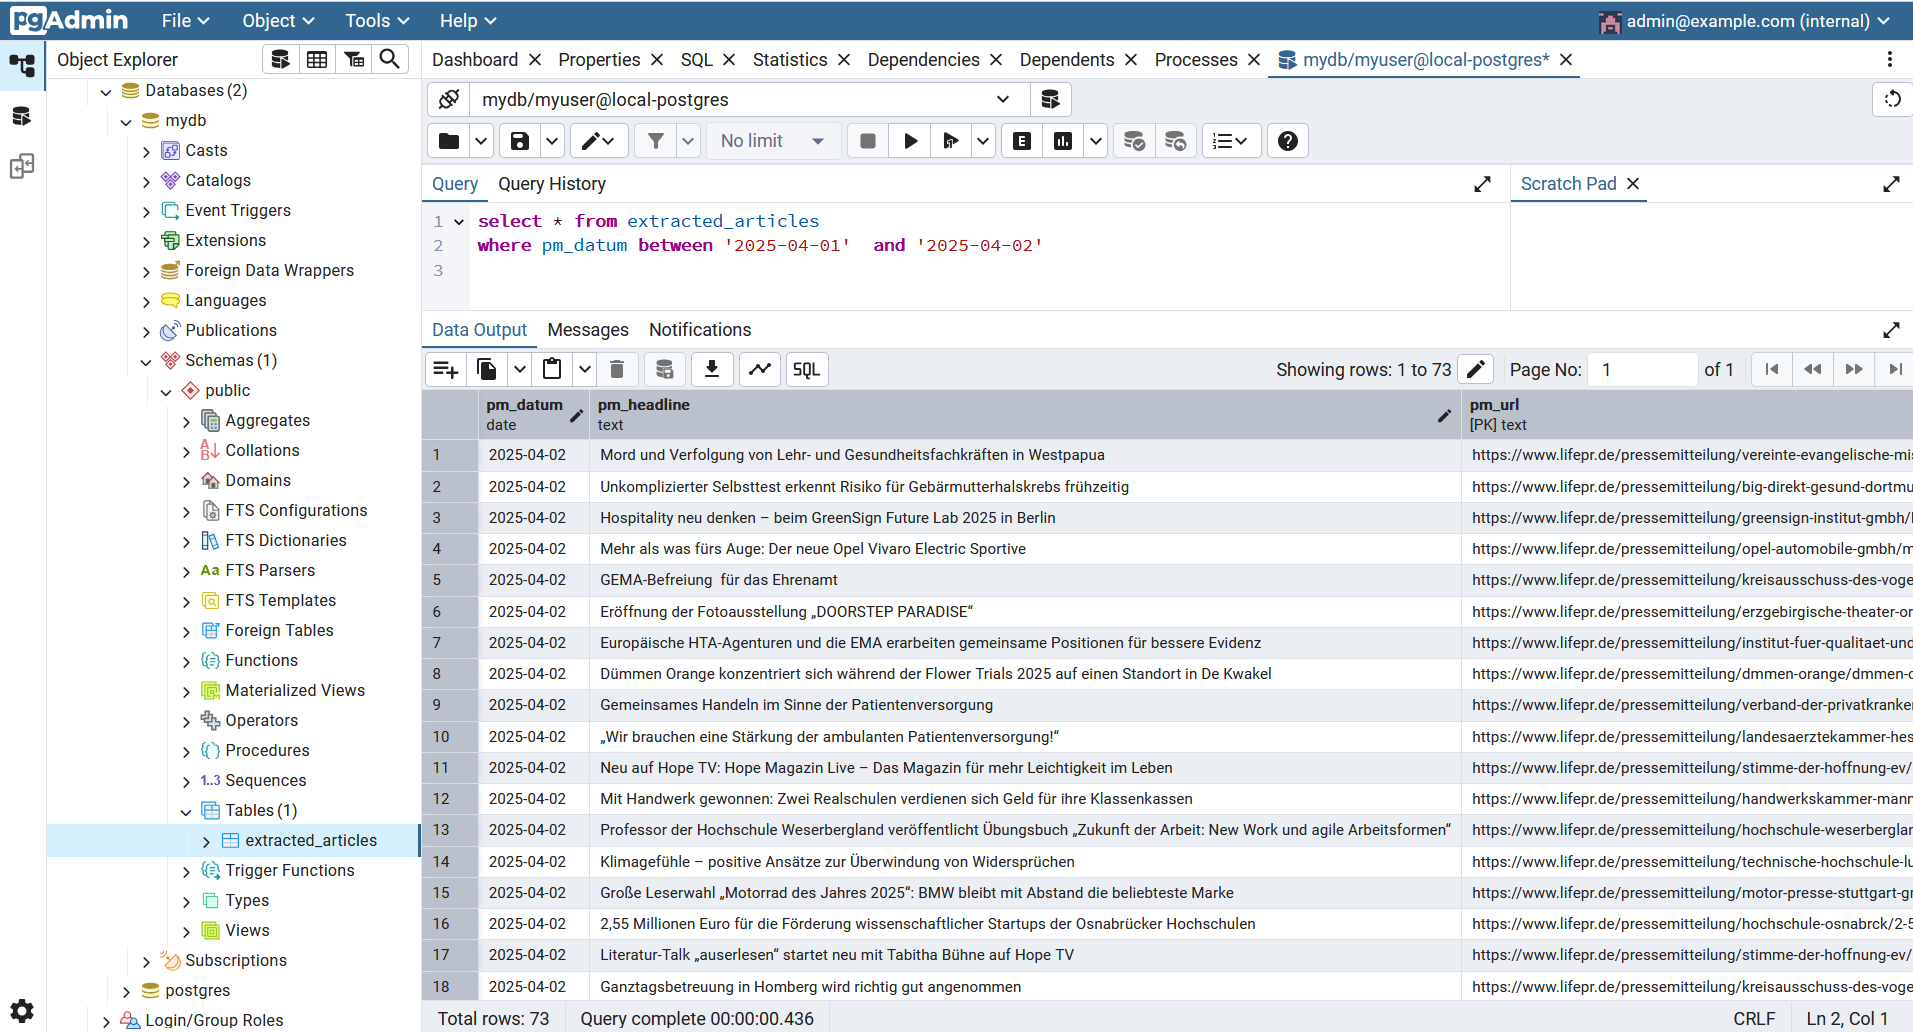 pgAdmin File Object Tools Help admin@example.com (internal)
Object Explorer
Dashboard Properties SQL Statistics Dependencies Dependents Processes mydb/myuser@local-postgres*
Databases (2)
mydb
Casts
Catalogs
Event Triggers
Extensions
Foreign Data Wrappers
Languages
Publications
Schemas (1)
public
Aggregates
Collations
Domains
FTS Configurations
FTS Dictionaries
Aa FTS Parsers
FTS Templates
Foreign Tables
Functions
Materialized Views
Operators
Procedures
1..3 Sequences
Tables (1)
extracted_articles
Trigger Functions
Types
Views
Subscriptions
postgres
Login/Group Roles
mydb/myuser@local-postgres
No limit
E
Query Query History
Scratch Pad
1 select * from extracted_articles
2 where pm_datum between '2025-04-01' and '2025-04-02'
3
Data Output Messages Notifications
SQL Showing rows: 1 to 73 Page No: 1 of 1
pm_datum pm_headline pm_url
date text [PK] text
1 2025-04-02 Mord und Verfolgung von Lehr- und Gesundheitsfachkräften in Westpapua https://www.lifepr.de/pressemitteilung/vereinte-evangelische-mis
2 2025-04-02 Unkomplizierter Selbsttest erkennt Risiko für Gebärmutterhalskrebs frühzeitig https://www.lifepr.de/pressemitteilung/big-direkt-gesund-dortmu
3 2025-04-02 Hospitality neu denken – beim GreenSign Future Lab 2025 in Berlin https://www.lifepr.de/pressemitteilung/greensign-institut-gmbh/
4 2025-04-02 Mehr als was fürs Auge: Der neue Opel Vivaro Electric Sportive https://www.lifepr.de/pressemitteilung/opel-automobile-gmbh/m
5 2025-04-02 GEMA-Befreiung  für das Ehrenamt https://www.lifepr.de/pressemitteilung/kreisausschuss-des-voge
6 2025-04-02 Eröffnung der Fotoausstellung „DOORSTEP PARADISE“ https://www.lifepr.de/pressemitteilung/erzgebirgische-theater-or
7 2025-04-02 Europäische HTA-Agenturen und die EMA erarbeiten gemeinsame Positionen für bessere Evidenz https://www.lifepr.de/pressemitteilung/institut-fuer-qualitaet-und
8 2025-04-02 Dümmen Orange konzentriert sich während der Flower Trials 2025 auf einen Standort in De Kwakel https://www.lifepr.de/pressemitteilung/dmmen-orange/dmmen-o
9 2025-04-02 Gemeinsames Handeln im Sinne der Patientenversorgung https://www.lifepr.de/pressemitteilung/verband-der-privatkranke
10 2025-04-02 „Wir brauchen eine Stärkung der ambulanten Patientenversorgung!“ https://www.lifepr.de/pressemitteilung/landesaerztekammer-hes
11 2025-04-02 Neu auf Hope TV: Hope Magazin Live – Das Magazin für mehr Leichtigkeit im Leben https://www.lifepr.de/pressemitteilung/stimme-der-hoffnung-ev/
12 2025-04-02 Mit Handwerk gewonnen: Zwei Realschulen verdienen sich Geld für ihre Klassenkassen https://www.lifepr.de/pressemitteilung/handwerkskammer-mann
13 2025-04-02 Professor der Hochschule Weserbergland veröffentlicht Übungsbuch „Zukunft der Arbeit: New Work und agile Arbeitsformen“ https://www.lifepr.de/pressemitteilung/hochschule-weserberglan
14 2025-04-02 Klimagefühle – positive Ansätze zur Überwindung von Widersprüchen https://www.lifepr.de/pressemitteilung/technische-hochschule-lu
15 2025-04-02 Große Leserwahl „Motorrad des Jahres 2025“: BMW bleibt mit Abstand die beliebteste Marke https://www.lifepr.de/pressemitteilung/motor-presse-stuttgart-gr
16 2025-04-02 2,55 Millionen Euro für die Förderung wissenschaftlicher Startups der Osnabrücker Hochschulen https://www.lifepr.de/pressemitteilung/hochschule-osnabrck/2-5
17 2025-04-02 Literatur-Talk „auserlesen“ startet neu mit Tabitha Bühne auf Hope TV https://www.lifepr.de/pressemitteilung/stimme-der-hoffnung-ev/
18 2025-04-02 Ganztagsbetreuung in Homberg wird richtig gut angenommen https://www.lifepr.de/pressemitteilung/kreisausschuss-des-voge
Total rows: 73 Query complete 00:00:00.436 CRLF Ln 2, Col 1